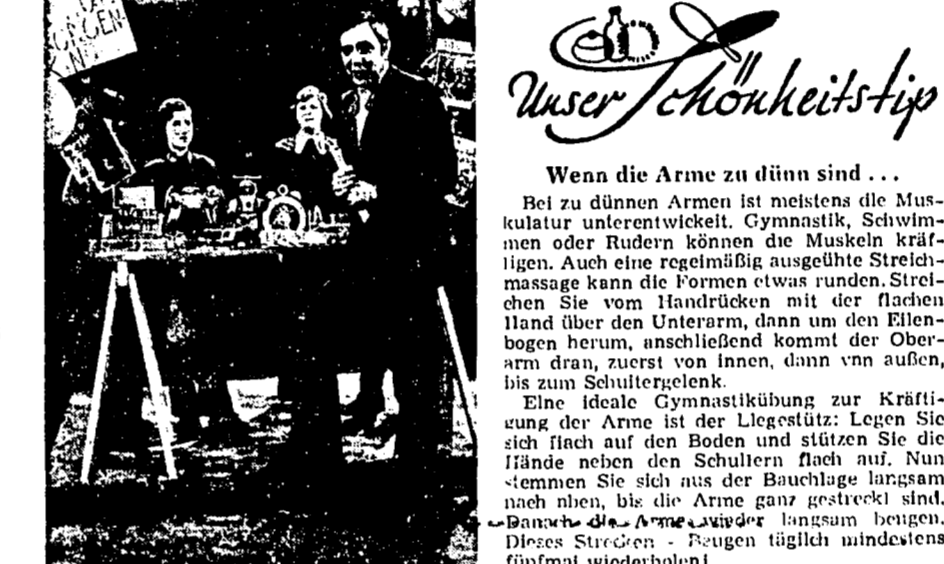 ORGEN
Unser Schönheitstip
Wenn die Arme zu dünn sind ...
Bei zu dünnen Armen ist meistens die Mus-
kulatur unterentwickelt. Gymnastik, Schwim-
men oder Rudern können die Muskeln kräf-
tigen. Auch eine regelmäßig ausgeübte Streich-
massage kann die Formen etwas runden. Strei-
chen Sie vom Handrücken mit der flachen
Hand über den Unterarm, dann um den Ellen-
bogen herum, anschließend kommt der Ober-
arm dran, zuerst von innen, dann von außen,
bis zum Schultergelenk.
Eine ideale Gymnastikübung zur Kräfti-
gung der Arme ist der Liegestütz: Legen Sie
sich flach auf den Boden und stützen Sie die
Hände neben den Schultern flach auf. Nun
stemmen Sie sich aus der Bauchlage langsam
nach oben, bis die Arme ganz gestreckt sind.
Danach die Arme wieder langsam beugen.
Dieses Strecken - Beugen täglich mindestens
fünfmal wiederholen!